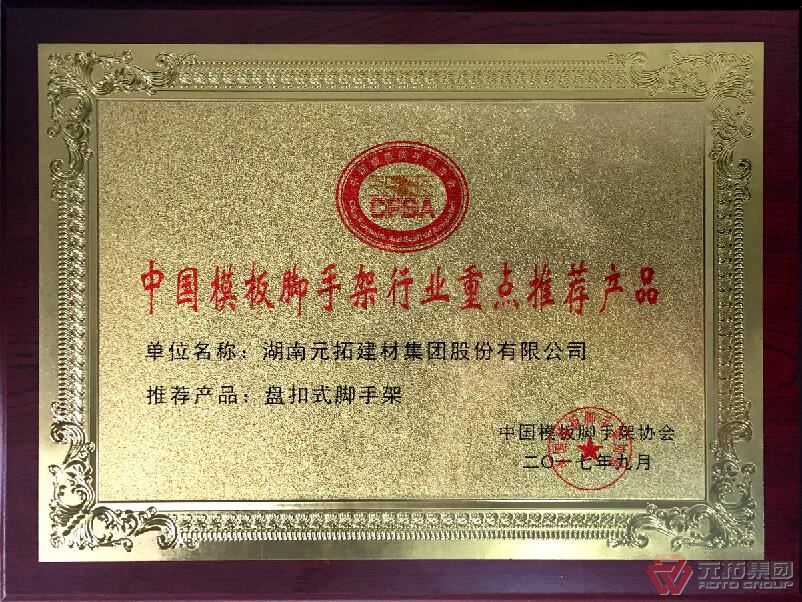 CFSA
中国模板脚手架行业重点推荐产品
单位名称：湖南元拓建材集团股份有限公司
推荐产品：盘扣式脚手架
中国模板脚手架协会
二〇一七年九月
元拓集团
ADTO GROUP